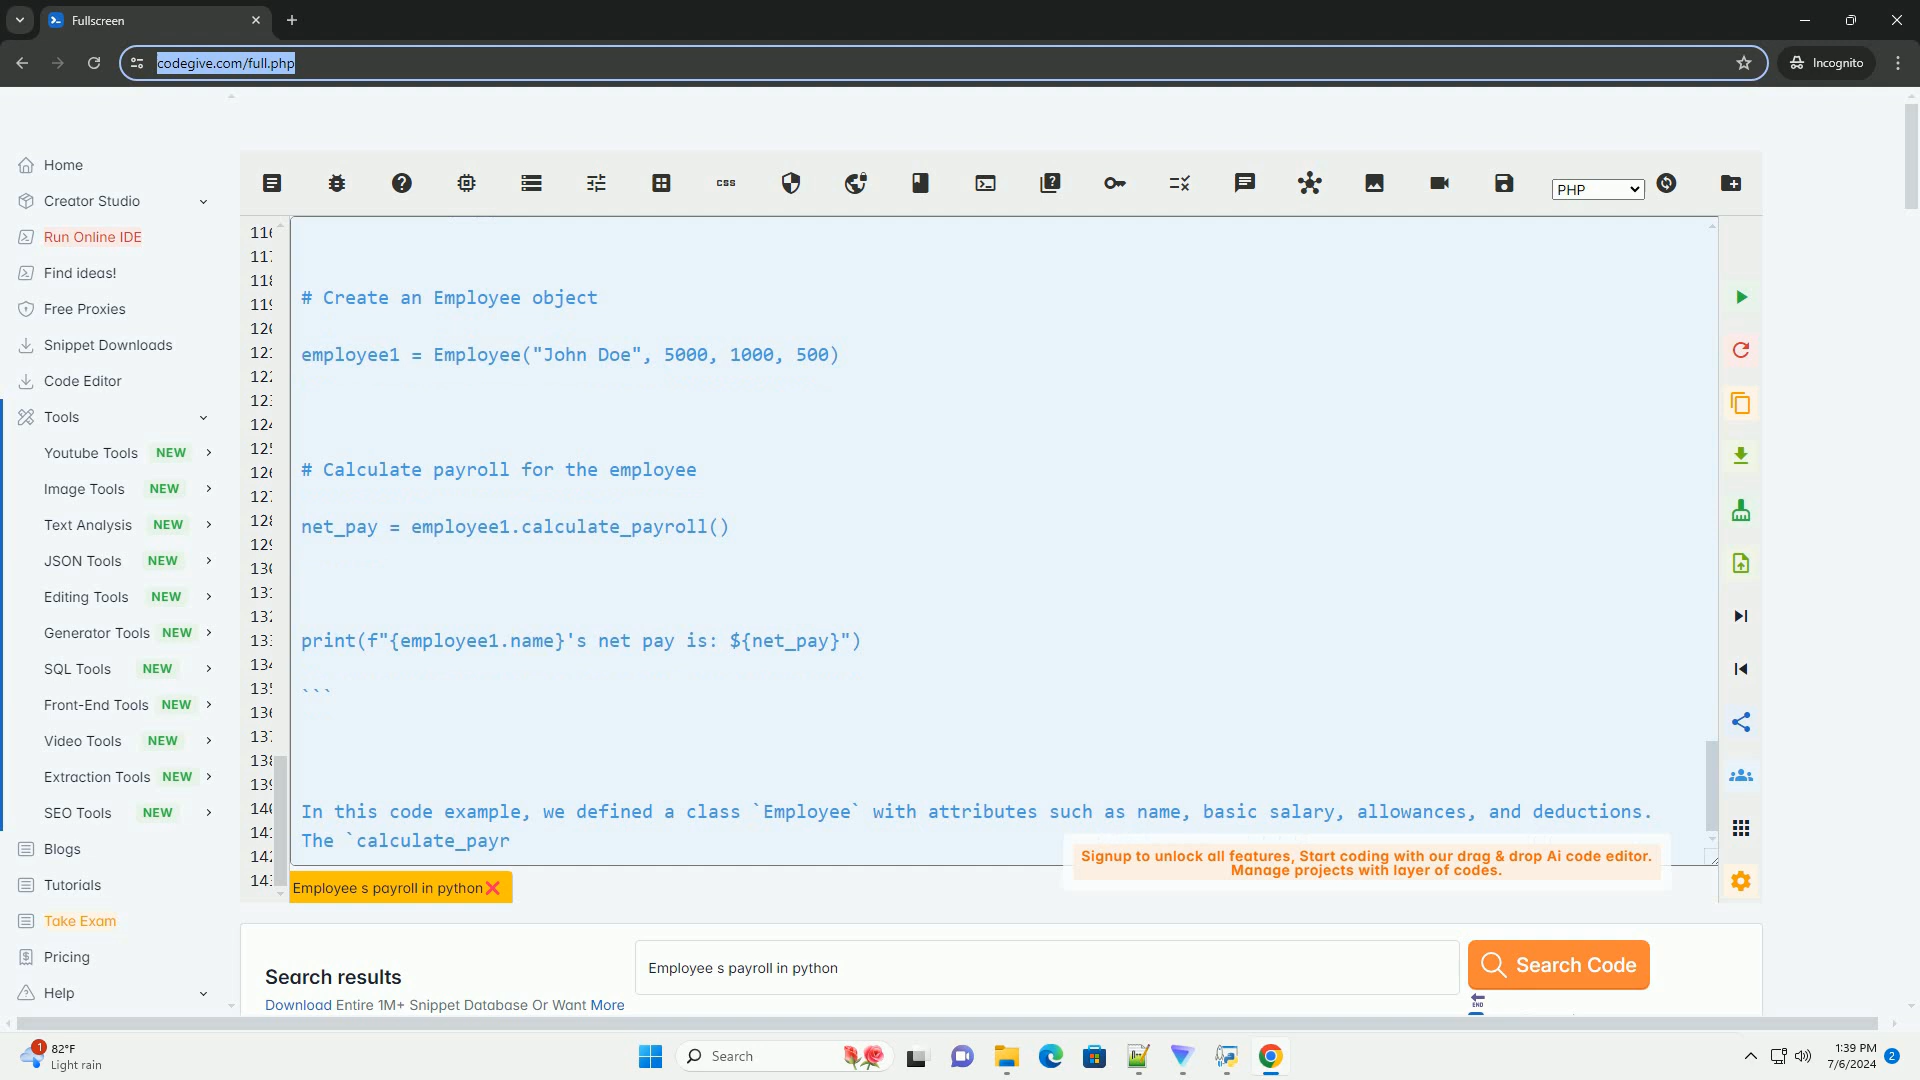 Fullscreen
codegive.com/full.php
Incognito
Home
Creator Studio
Run Online IDE
Find ideas!
Free Proxies
Snippet Downloads
Code Editor
Tools
Youtube Tools NEW
Image Tools NEW
Text Analysis NEW
JSON Tools NEW
Editing Tools NEW
Generator Tools NEW
SQL Tools NEW
Front-End Tools NEW
Video Tools NEW
Extraction Tools NEW
SEO Tools NEW
Blogs
Tutorials
Take Exam
Pricing
Help
css
PHP
# Create an Employee object
employee1 = Employee("John Doe", 5000, 1000, 500)
# Calculate payroll for the employee
net_pay = employee1.calculate_payroll()
print(f"{employee1.name}'s net pay is: ${net_pay}")
```
In this code example, we defined a class `Employee` with attributes such as name, basic salary, allowances, and deductions.
The `calculate_payr
Signup to unlock all features, Start coding with our drag & drop Ai code editor.
Manage projects with layer of codes.
Employee s payroll in python
Search results
Download Entire 1M+ Snippet Database Or Want More
Employee s payroll in python
Search Code
END
1
82°F
Light rain
Search
1:39 PM
7/6/2024
2